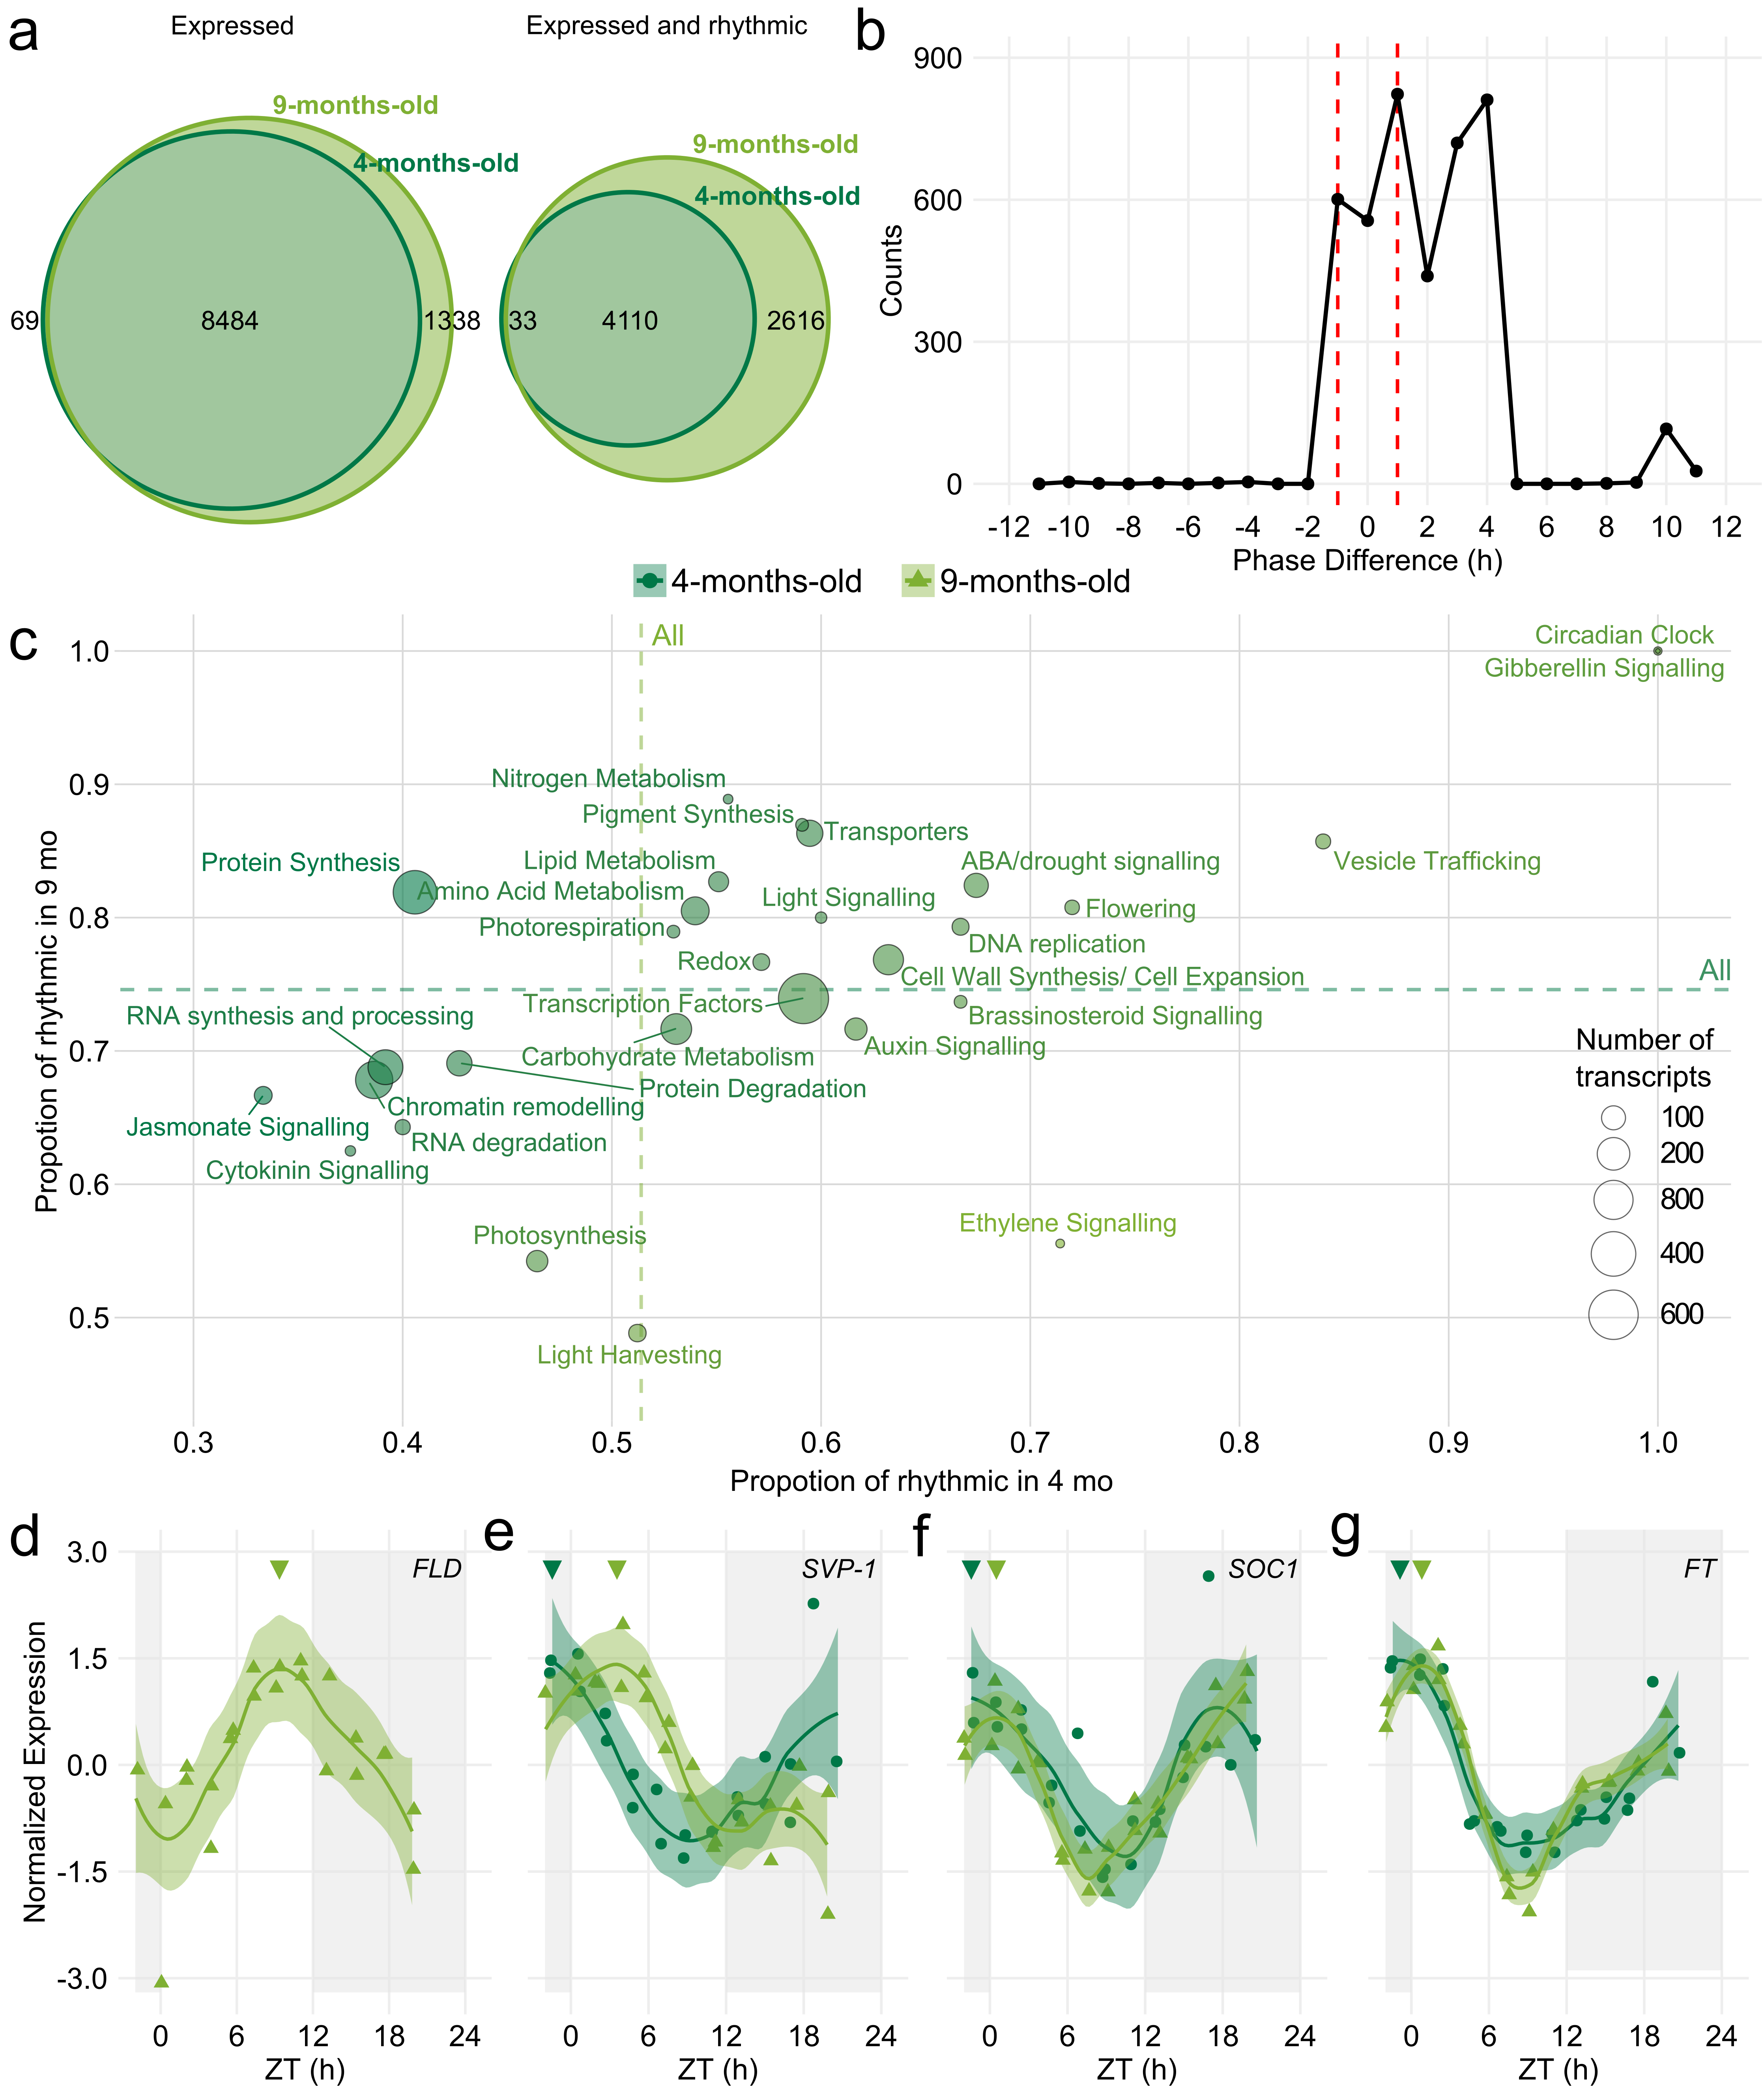 a
Expressed
Expressed and rhythmic
9-months-old
4-months-old
69
8484
1338
9-months-old
4-months-old
33
4110
2616
b
900
600
300
0
Counts
-12 -10 -8 -6 -4 -2 0 2 4 6 8 10 12
Phase Difference (h)
4-months-old
9-months-old
c
All
Circadian Clock
Gibberellin Signalling
Nitrogen Metabolism
Pigment Synthesis
Transporters
Protein Synthesis
Lipid Metabolism
ABA/drought signalling
Vesicle Trafficking
Amino Acid Metabolism
Light Signalling
Flowering
Photorespiration
DNA replication
Redox
Cell Wall Synthesis/ Cell Expansion
All
Transcription Factors
RNA synthesis and processing
Brassinosteroid Signalling
Auxin Signalling
Carbohydrate Metabolism
Protein Degradation
Chromatin remodelling
Jasmonate Signalling
RNA degradation
Cytokinin Signalling
Photosynthesis
Ethylene Signalling
Light Harvesting
Number of
transcripts
100
200
800
400
600
1.0
0.9
0.8
0.7
0.6
0.5
Propotion of rhythmic in 9 mo
0.3 0.4 0.5 0.6 0.7 0.8 0.9 1.0
Propotion of rhythmic in 4 mo
d
FLD
3.0
1.5
0.0
-1.5
-3.0
Normalized Expression
0 6 12 18 24
ZT (h)
e
SVP-1
0 6 12 18 24
ZT (h)
f
SOC1
0 6 12 18 24
ZT (h)
g
FT
0 6 12 18 24
ZT (h)